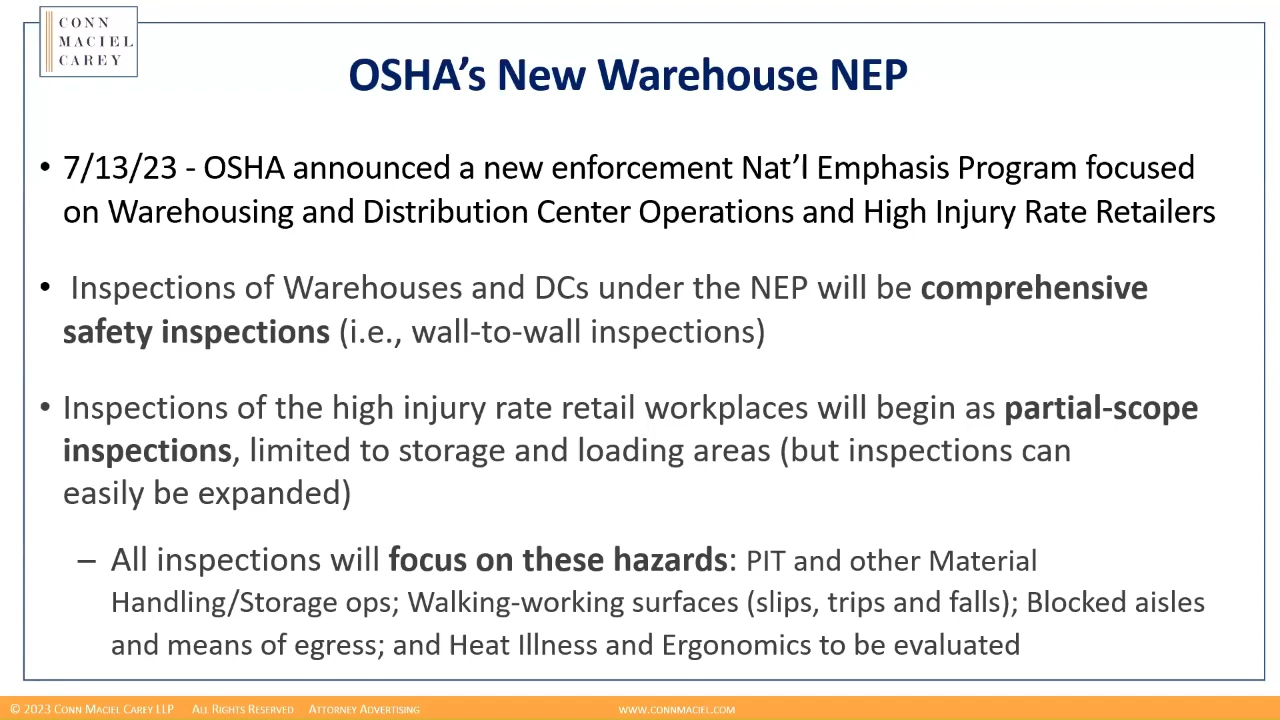 CONN
MACIEL
CAREY
OSHA's New Warehouse NEP
• 7/13/23 - OSHA announced a new enforcement Nat'l Emphasis Program focused
on Warehousing and Distribution Center Operations and High Injury Rate Retailers
• Inspections of Warehouses and DCs under the NEP will be comprehensive
safety inspections (i.e., wall-to-wall inspections)
• Inspections of the high injury rate retail workplaces will begin as partial-scope
inspections, limited to storage and loading areas (but inspections can
easily be expanded)
– All inspections will focus on these hazards: PIT and other Material
Handling/Storage ops; Walking-working surfaces (slips, trips and falls); Blocked aisles
and means of egress; and Heat Illness and Ergonomics to be evaluated
© 2023 CONN MACIEL CAREY LLP ALL RIGHTS RESERVED ATTORNEY ADVERTISING WWW.CONNMACIEL.COM